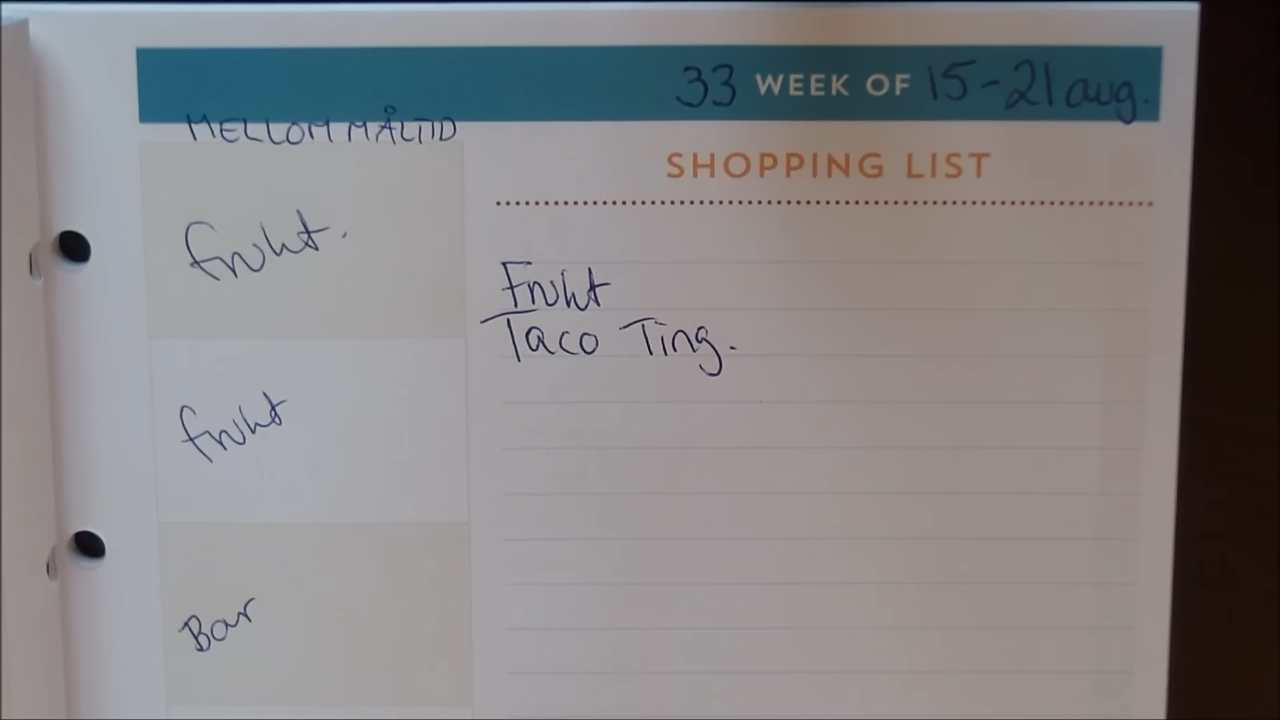 33 WEEK OF 15-21 aug.
MELLOMMÅLTID
SHOPPING LIST
frukt.
Frukt
Taco Ting.
frukt
Bar